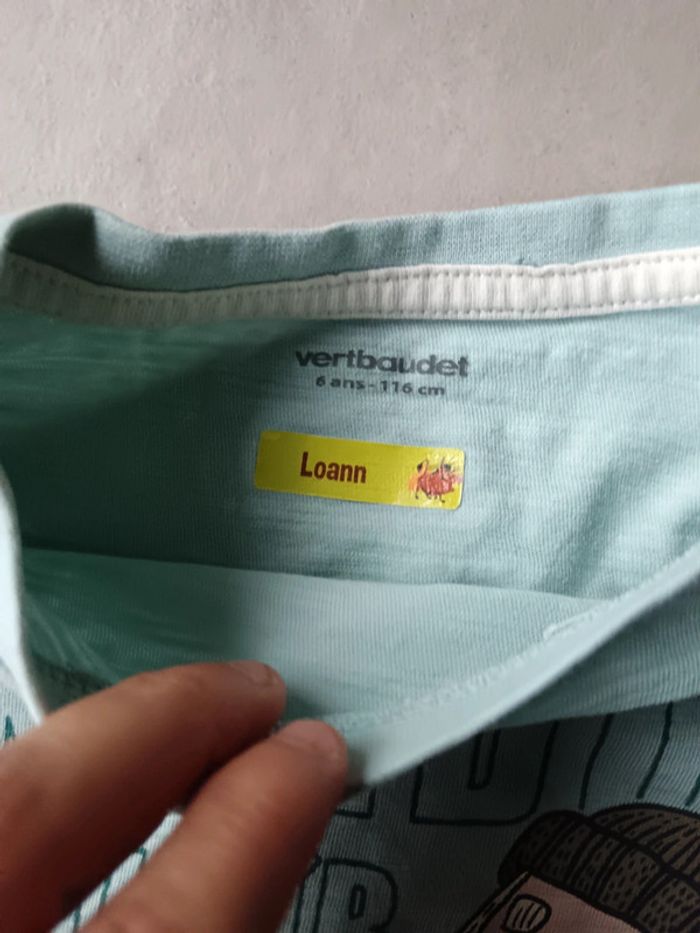 vertbaudet
6 ans - 116 cm
Loann